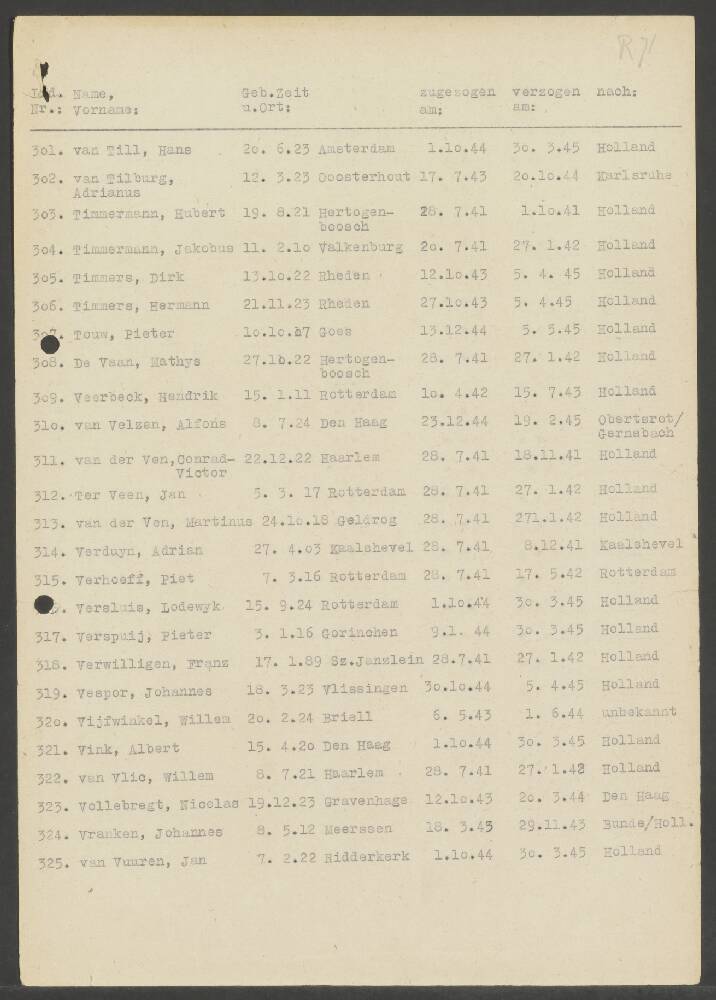 R 71
Lfd. Name, Geb.Zeit zugezogen verzogen nach:
Nr.: Vorname: u.Ort: am: am:
3o1. van Till, Hans 2o. 6.23 Amsterdam 1.1o.44 3o. 3.45 Holland
3o2. van Tilburg, 12. 3.23 Ooosterhout 17. 7.43 2o.1o.44 Karlsruhe
Adrianus
3o3. Timmermann, Hubert 19. 8.21 Hertogen- 28. 7.41 1.1o.41 Holland
boosch
3o4. Timmermann, Jakobus 11. 2.1o Valkenburg 2o. 7.41 27. 1.42 Holland
3o5. Timmers, Dirk 13.1o.22 Rheden 12.1o.43 5. 4. 45 Holland
3o6. Timmers, Hermann 21.11.23 Rheden 27.1o.43 5. 4.45 Holland
3o7. Touw, Pieter 1o.1o.17 Goes 13.12.44 5. 5.45 Holland
3o8. De Vaan, Mathys 27.1o.22 Hertogen- 28. 7.41 27. 1.42 Holland
boosch
3o9. Veerbeck, Hendrik 15. 1.11 Rotterdam 1o. 4.42 15. 7.43 Holland
31o. van Velzen, Alfons 8. 7.24 Den Haag 23.12.44 19. 2.45 Obertsrot/
Gernsbach
311. van der Ven,Conrad- 22.12.22 Haarlem 28. 7.41 18.11.41 Holland
Victor
312. Ter Veen, Jan 5. 3. 17 Rotterdam 28. 7.41 27. 1.42 Holland
313. van der Ven, Martinus 24.1o.18 Geldrog 28. 7.41 271.1.42 Holland
314. Verduyn, Adrian 27. 4.o3 Kaalshevel 28. 7.41 8.12.41 Kaalshevel
315. Verhoeff, Piet 7. 3.16 Rotterdam 28. 7.41 17. 5.42 Rotterdam
6. Versluis, Lodewyk 15. 9.24 Rotterdam 1.1o.44 3o. 3.45 Holland
317. Verspuij, Pieter 3. 1.16 Gorinchen 9.1. 44 3o. 3.45 Holland
318. Verwilligen, Franz 17. 1.89 Sz.Janzlein 28.7.41 27. 1.42 Holland
319. Vespor, Johannes 18. 3.23 Vlissingen 3o.1o.44 5. 4.45 Holland
32o. Vijfwinkel, Willem 2o. 2.24 Briell 6. 5.43 1. 6.44 unbekannt
321. Vink, Albert 15. 4.2o Den Haag 1.1o.44 3o. 3.45 Holland
322. van Vlio, Willem 8. 7.21 Haarlem 28. 7.41 27. 1.42 Holland
323. Vollebregt, Nicolas 19.12.23 Gravenhage 12.1o.43 2o. 3.44 Den Haag
324. Vranken, Johannes 8. 5.12 Meerssen 18. 3.43 29.11.43 Bunde/Holl.
325. van Vuuren, Jan 7. 2.22 Ridderkerk 1.1o.44 3o. 3.45 Holland